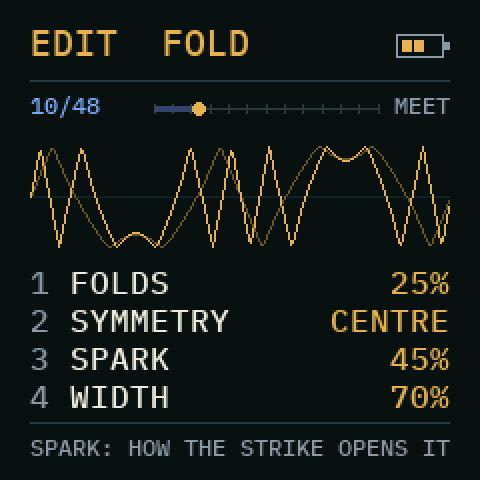 EDIT FOLD
10/48 MEET
1 FOLDS 25%
2 SYMMETRY CENTRE
3 SPARK 45%
4 WIDTH 70%
SPARK: HOW THE STRIKE OPENS IT